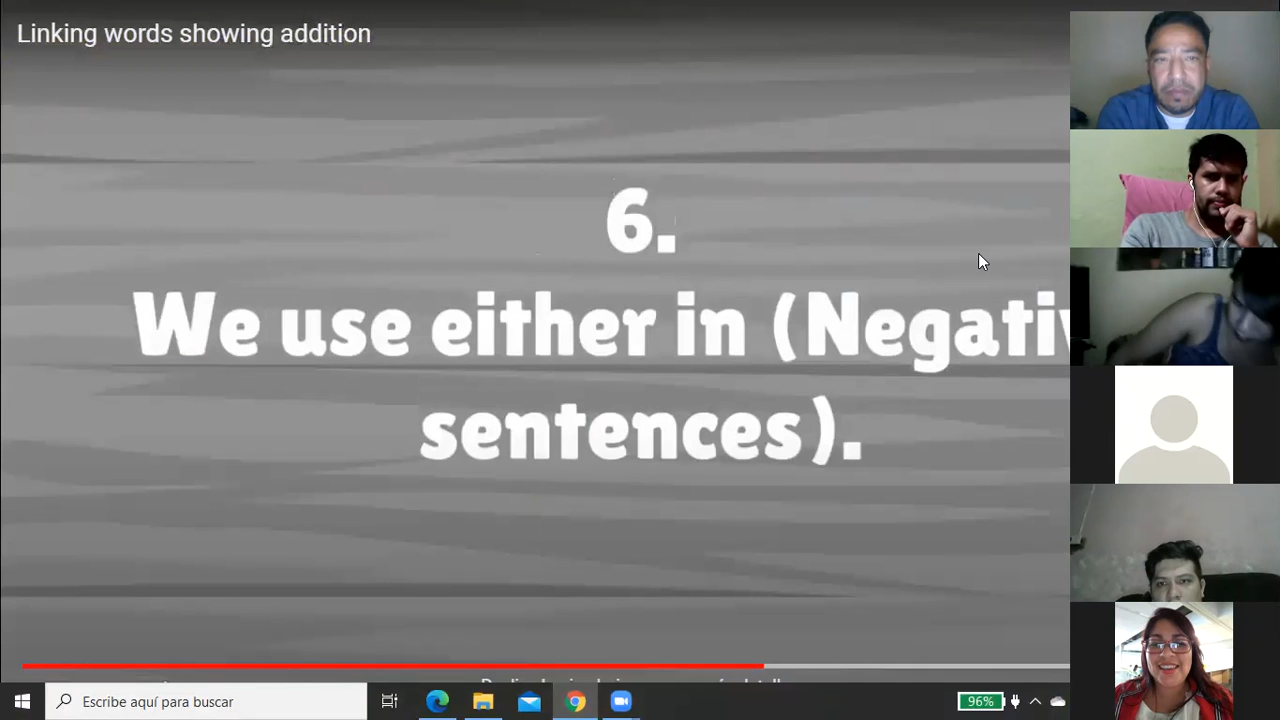 Linking words showing addition
6.
We use either in (Negativ
sentences).
Escribe aquí para buscar
96%